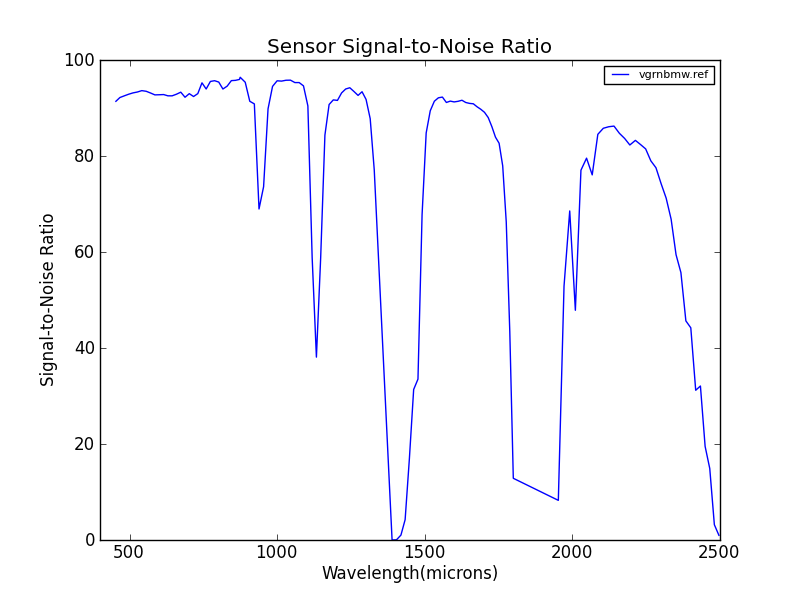 Sensor Signal-to-Noise Ratio
vgrnbmw.ref
100
80
60
40
20
0
Signal-to-Noise Ratio
500
1000
1500
2000
2500
Wavelength(microns)